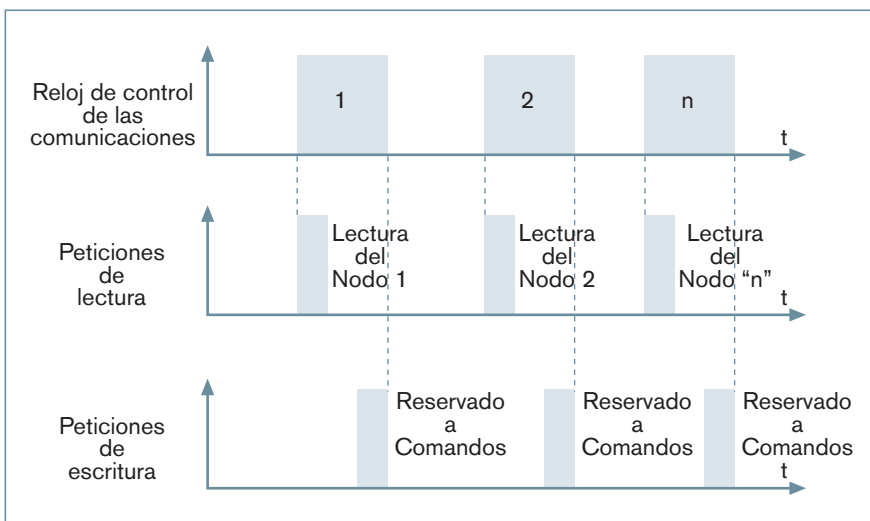 Reloj de control
de las
comunicaciones
1
2
n
t
Peticiones
de
lectura
Lectura
del
Nodo 1
Lectura
del
Nodo 2
Lectura
del
Nodo “n”
t
Peticiones
de
escritura
Reservado
a
Comandos
Reservado
a
Comandos
Reservado
a
Comandos
t